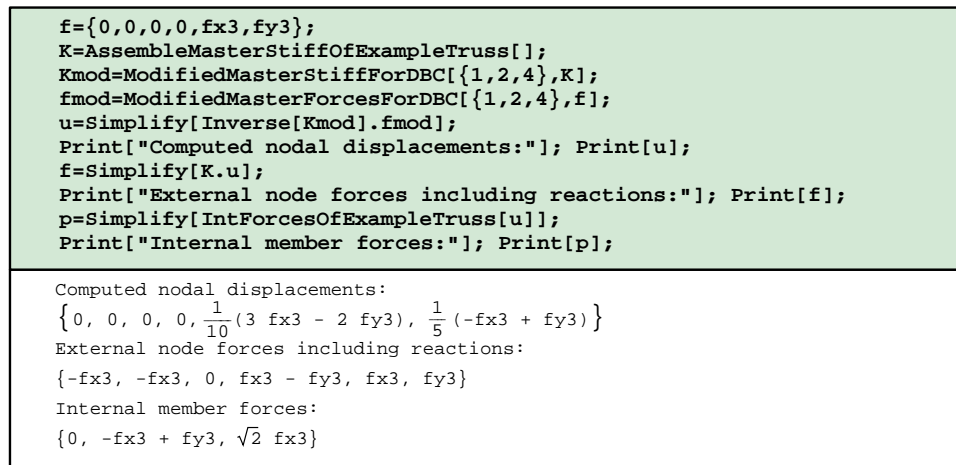 f={0,0,0,0,fx3,fy3};
K=AssembleMasterStiffOfExampleTruss[];
Kmod=ModifiedMasterStiffForDBC[{1,2,4},K];
fmod=ModifiedMasterForcesForDBC[{1,2,4},f];
u=Simplify[Inverse[Kmod].fmod];
Print["Computed nodal displacements:"]; Print[u];
f=Simplify[K.u];
Print["External node forces including reactions:"]; Print[f];
p=Simplify[IntForcesOfExampleTruss[u]];
Print["Internal member forces:"]; Print[p];
Computed nodal displacements:
{0, 0, 0, 0, 1/10 (3 fx3 - 2 fy3), 1/5 (-fx3 + fy3)}
External node forces including reactions:
{-fx3, -fx3, 0, fx3 - fy3, fx3, fy3}
Internal member forces:
{0, -fx3 + fy3, √2 fx3}